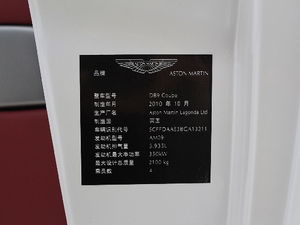 品牌 ASTON MARTIN
整车型号 DB9 Coupe
制造年月 2010 年 10 月
生产厂名 Aston Martin Lagonda Ltd
制造国 英国
车辆识别代号 SCFFDAAE3BGA13211
发动机型号 AM09
发动机排气量 5.935L
发动机最大净功率 350kW
最大设计总质量 2100 kg
乘员数 4